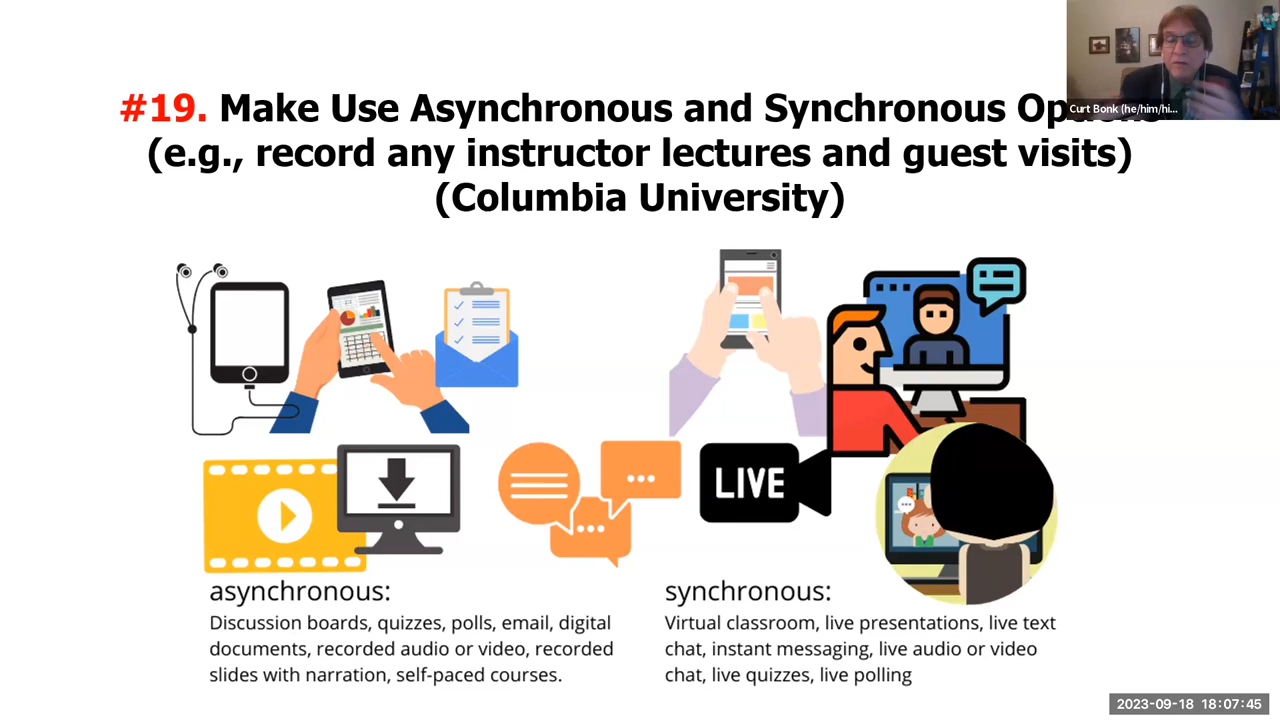 #19. Make Use Asynchronous and Synchronous
(e.g., record any instructor lectures and guest visits)
(Columbia University)
Curt Bonk (he/him/hi...
LIVE
asynchronous:
Discussion boards, quizzes, polls, email, digital
documents, recorded audio or video, recorded
slides with narration, self-paced courses.
synchronous:
Virtual classroom, live presentations, live text
chat, instant messaging, live audio or video
chat, live quizzes, live polling
2023-09-18 18:07:45